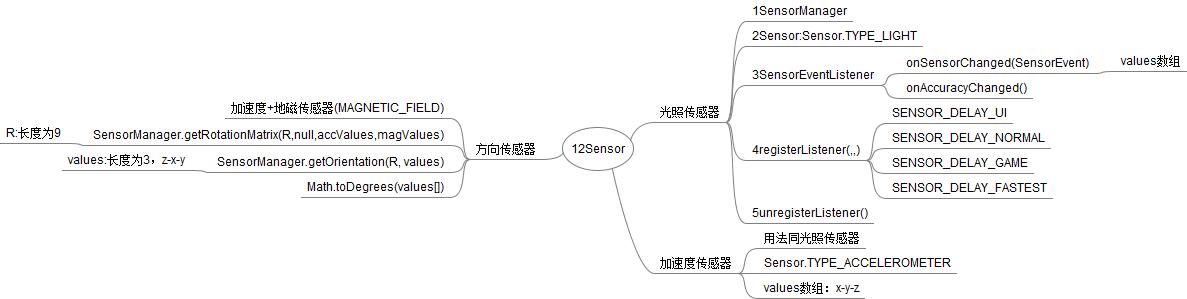 12Sensor
光照传感器
1SensorManager
2Sensor:Sensor.TYPE_LIGHT
3SensorEventListener
onSensorChanged(SensorEvent)
values数组
onAccuracyChanged()
4registerListener(,,)
SENSOR_DELAY_UI
SENSOR_DELAY_NORMAL
SENSOR_DELAY_GAME
SENSOR_DELAY_FASTEST
5unregisterListener()
加速度传感器
用法同光照传感器
Sensor.TYPE_ACCELEROMETER
values数组：x-y-z
方向传感器
加速度+地磁传感器(MAGNETIC_FIELD)
SensorManager.getRotationMatrix(R,null,accValues,magValues)
R:长度为9
SensorManager.getOrientation(R, values)
values:长度为3，z-x-y
Math.toDegrees(values[])